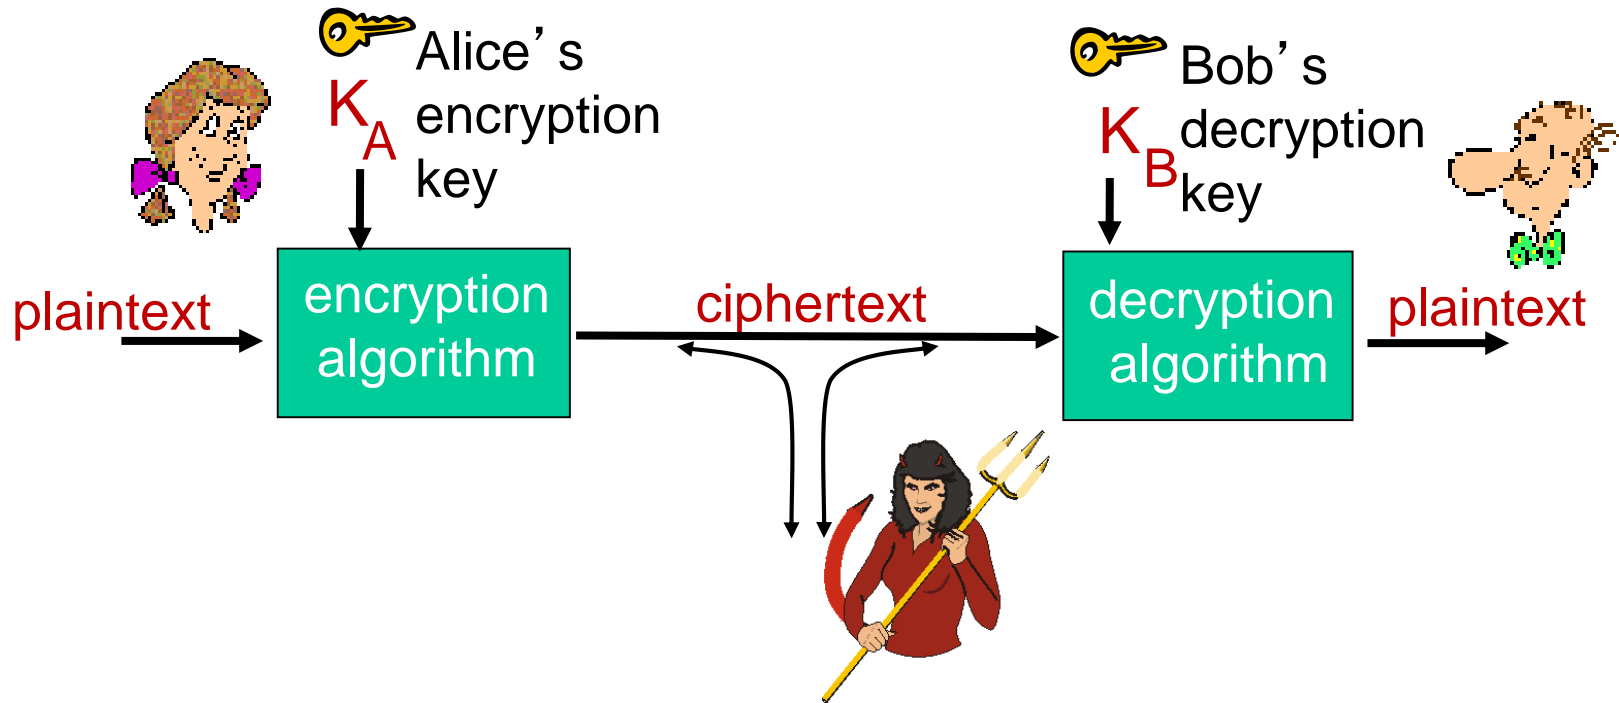 Alice’s
encryption
key
K A
Bob’s
decryption
key
K B
plaintext
encryption
algorithm
ciphertext
decryption
algorithm
plaintext